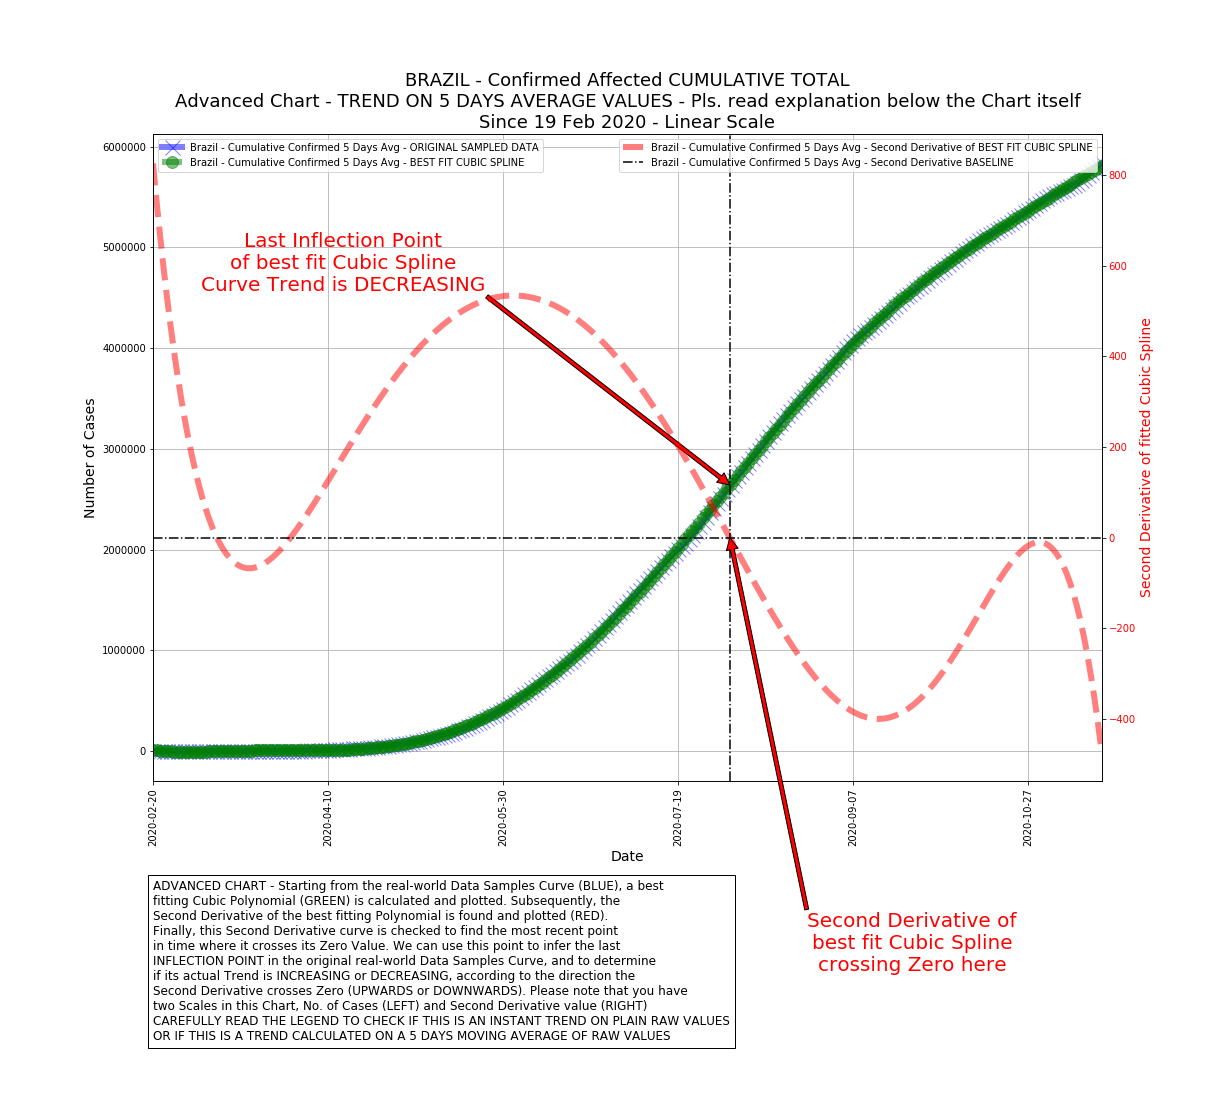 BRAZIL - Confirmed Affected CUMULATIVE TOTAL
Advanced Chart - TREND ON 5 DAYS AVERAGE VALUES - Pls. read explanation below the Chart itself
Since 19 Feb 2020 - Linear Scale
Brazil - Cumulative Confirmed 5 Days Avg - ORIGINAL SAMPLED DATA
Brazil - Cumulative Confirmed 5 Days Avg - BEST FIT CUBIC SPLINE
Brazil - Cumulative Confirmed 5 Days Avg - Second Derivative of BEST FIT CUBIC SPLINE
Brazil - Cumulative Confirmed 5 Days Avg - Second Derivative BASELINE
Last Inflection Point
of best fit Cubic Spline
Curve Trend is DECREASING
Number of Cases
6000000
5000000
4000000
3000000
2000000
1000000
0
800
600
400
200
0
−200
−400
Second Derivative of fitted Cubic Spline
2020-02-20
2020-04-10
2020-05-30
2020-07-19
2020-09-07
2020-10-27
Date
Second Derivative of
best fit Cubic Spline
crossing Zero here
ADVANCED CHART - Starting from the real-world Data Samples Curve (BLUE), a best
fitting Cubic Polynomial (GREEN) is calculated and plotted. Subsequently, the
Second Derivative of the best fitting Polynomial is found and plotted (RED).
Finally, this Second Derivative curve is checked to find the most recent point
in time where it crosses its Zero Value. We can use this point to infer the last
INFLECTION POINT in the original real-world Data Samples Curve, and to determine
if its actual Trend is INCREASING or DECREASING, according to the direction the
Second Derivative crosses Zero (UPWARDS or DOWNWARDS). Please note that you have
two Scales in this Chart, No. of Cases (LEFT) and Second Derivative value (RIGHT)
CAREFULLY READ THE LEGEND TO CHECK IF THIS IS AN INSTANT TREND ON PLAIN RAW VALUES
OR IF THIS IS A TREND CALCULATED ON A 5 DAYS MOVING AVERAGE OF RAW VALUES